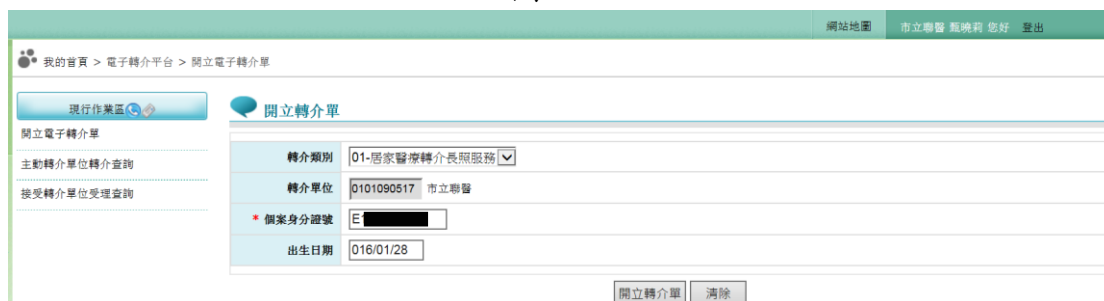 網站地圖 市立聯醫 甄曉莉 您好 登出
我的首頁 > 電子轉介平台 > 開立電子轉介單
現行作業區
開立電子轉介單
主動轉介單位轉介查詢
接受轉介單位受理查詢
開立轉介單
轉介類別 01-居家醫療轉介長照服務
轉介單位 0101090517 市立聯醫
* 個案身分證號 E1
出生日期 016/01/28
開立轉介單 清除